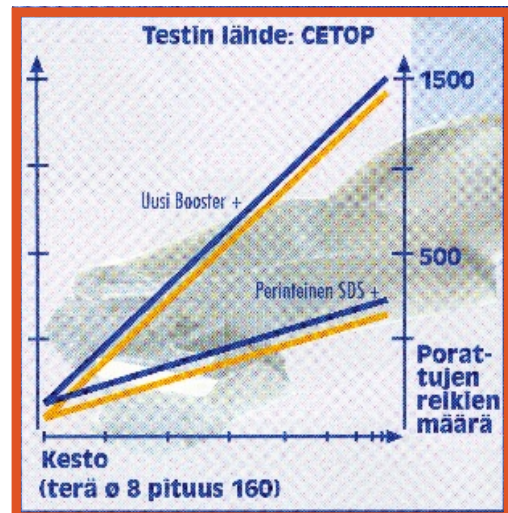 Testin lähde: CETOP
1500
Uusi Booster +
500
Perinteinen SDS +
Porat-
tujen
reikien
määrä
Kesto
(terä ø 8 pituus 160)